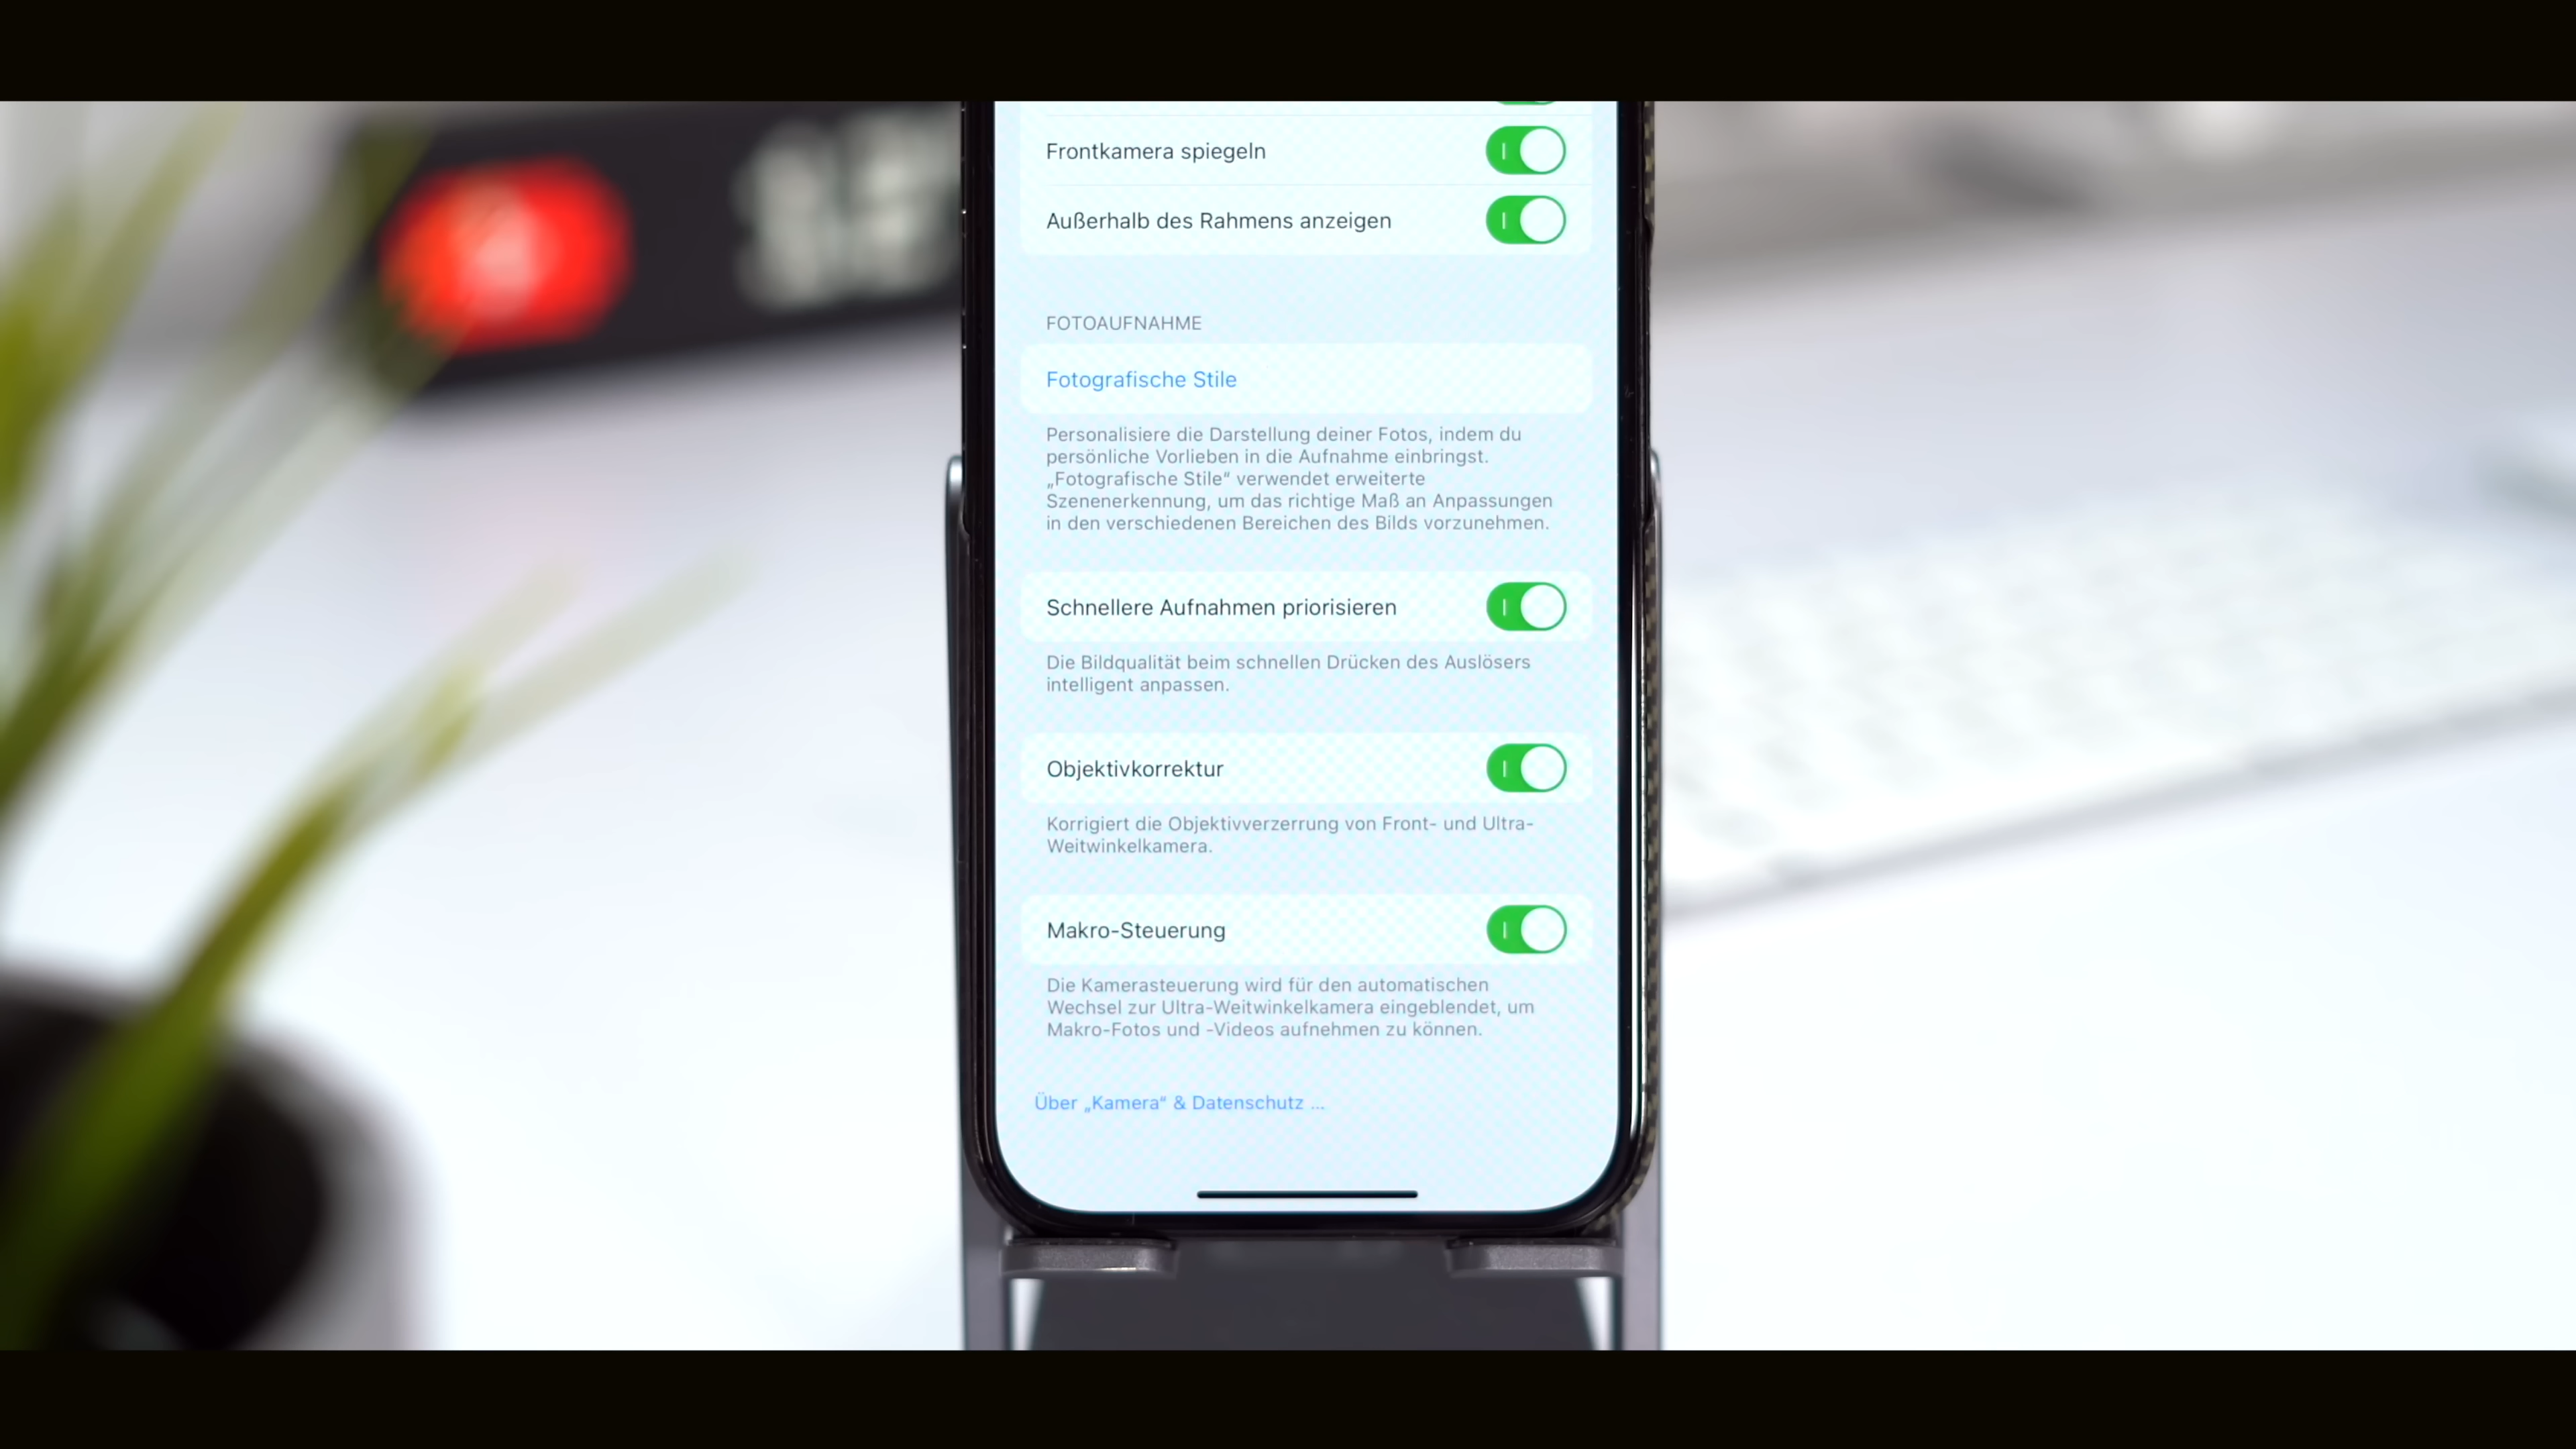 Frontkamera spiegeln
Außerhalb des Rahmens anzeigen
FOTOAUFNAHME
Fotografische Stile
Personalisiere die Darstellung deiner Fotos, indem du
persönliche Vorlieben in die Aufnahme einbringst.
„Fotografische Stile“ verwendet erweiterte
Szenenerkennung, um das richtige Maß an Anpassungen
in den verschiedenen Bereichen des Bilds vorzunehmen.
Schnellere Aufnahmen priorisieren
Die Bildqualität beim schnellen Drücken des Auslösers
intelligent anpassen.
Objektivkorrektur
Korrigiert die Objektivverzerrung von Front- und Ultra-
Weitwinkelkamera.
Makro-Steuerung
Die Kamerasteuerung wird für den automatischen
Wechsel zur Ultra-Weitwinkelkamera eingeblendet, um
Makro-Fotos und -Videos aufnehmen zu können.
Über „Kamera“ & Datenschutz ...